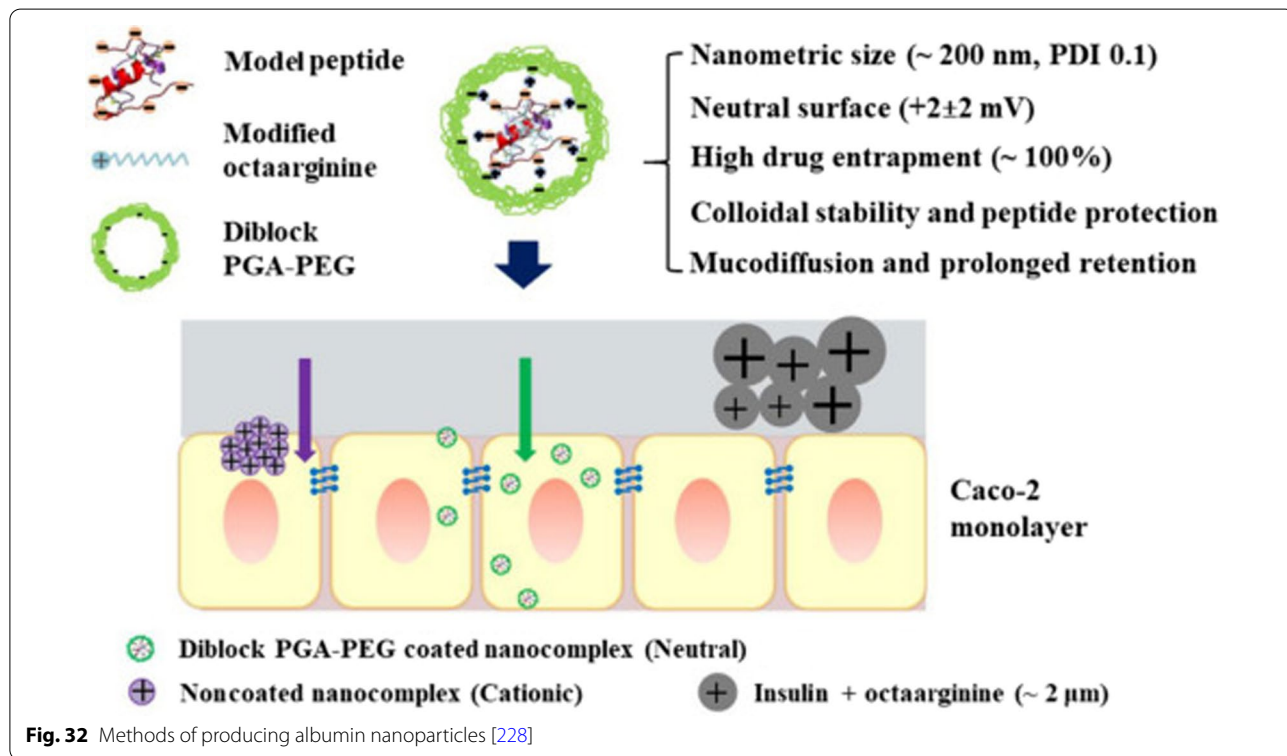 Model peptide
Modified
octaarginine
Diblock
PGA-PEG
Nanometric size (~ 200 nm, PDI 0.1)
Neutral surface (+2±2 mV)
High drug entrapment (~ 100%)
Colloidal stability and peptide protection
Mucodiffusion and prolonged retention
Caco-2
monolayer
Diblock PGA-PEG coated nanocomplex (Neutral)
Noncoated nanocomplex (Cationic)
Insulin + octaarginine (~ 2 µm)
Fig. 32 Methods of producing albumin nanoparticles [228]